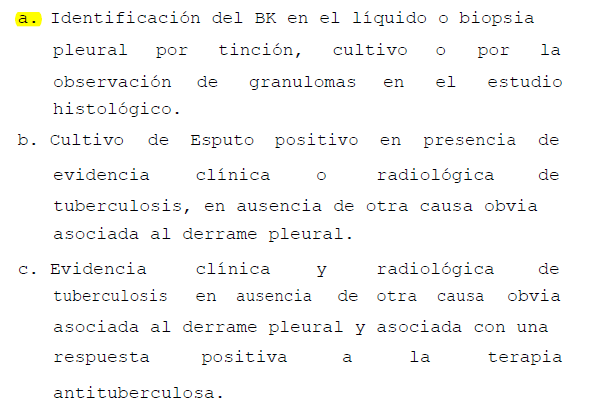 a. Identificación del BK en el líquido o biopsia
pleural por tinción, cultivo o por la
observación de granulomas en el estudio
histológico.
b. Cultivo de Esputo positivo en presencia de
evidencia clínica o radiológica de
tuberculosis, en ausencia de otra causa obvia
asociada al derrame pleural.
c. Evidencia clínica y radiológica de
tuberculosis en ausencia de otra causa obvia
asociada al derrame pleural y asociada con una
respuesta positiva a la terapia
antituberculosa.